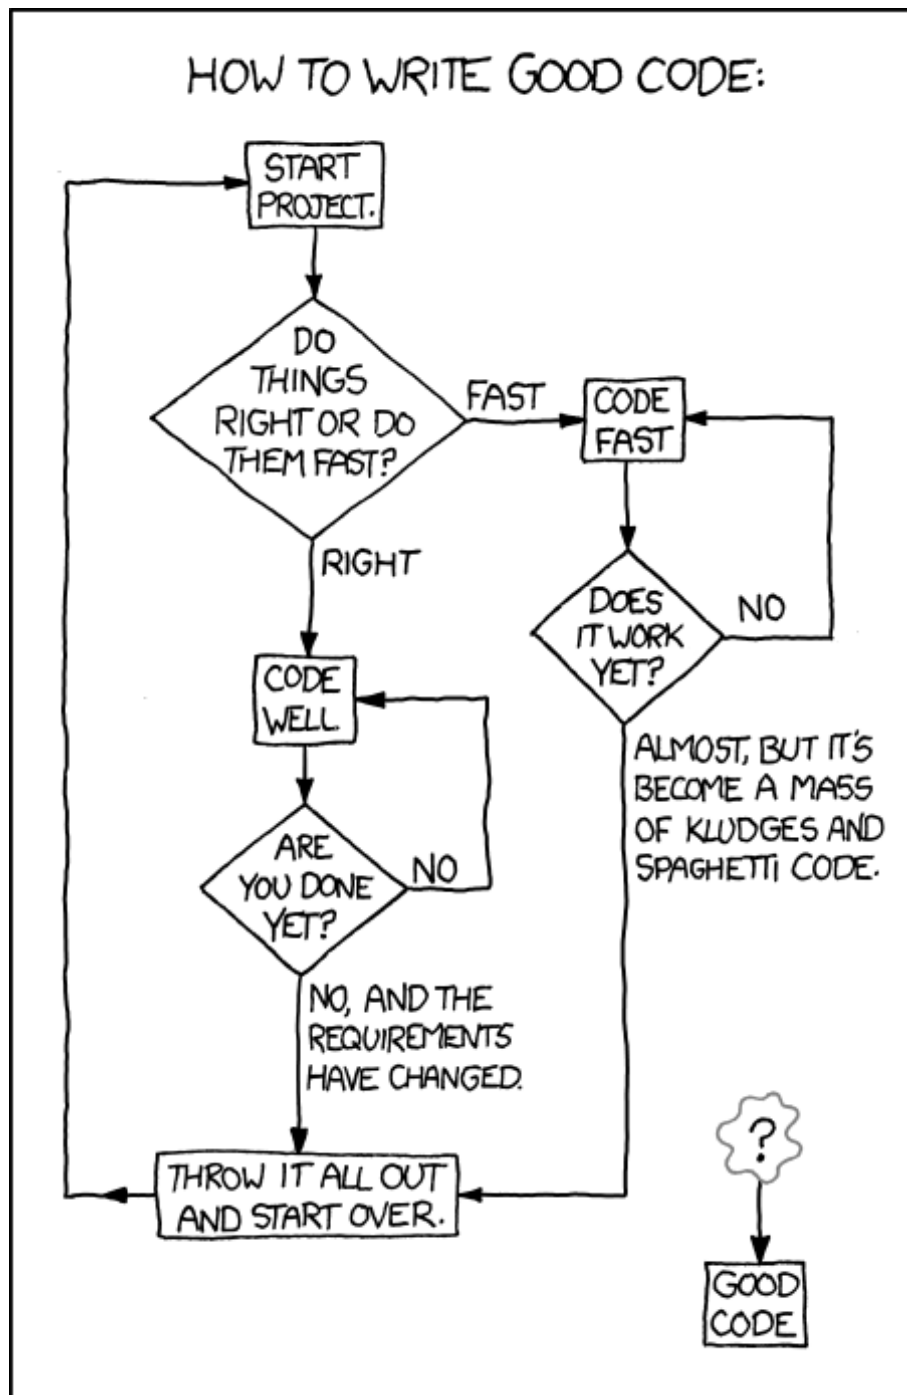 HOW TO WRITE GOOD CODE:
START
PROJECT.
DO
THINGS
RIGHT OR DO
THEM FAST?
FAST
CODE
FAST
RIGHT
DOES
IT WORK
YET?
NO
CODE
WELL.
ALMOST, BUT IT'S
BECOME A MASS
OF KLUDGES AND
SPAGHETTI CODE.
ARE
YOU DONE
YET?
NO
NO, AND THE
REQUIREMENTS
HAVE CHANGED.
THROW IT ALL OUT
AND START OVER.
?
GOOD
CODE